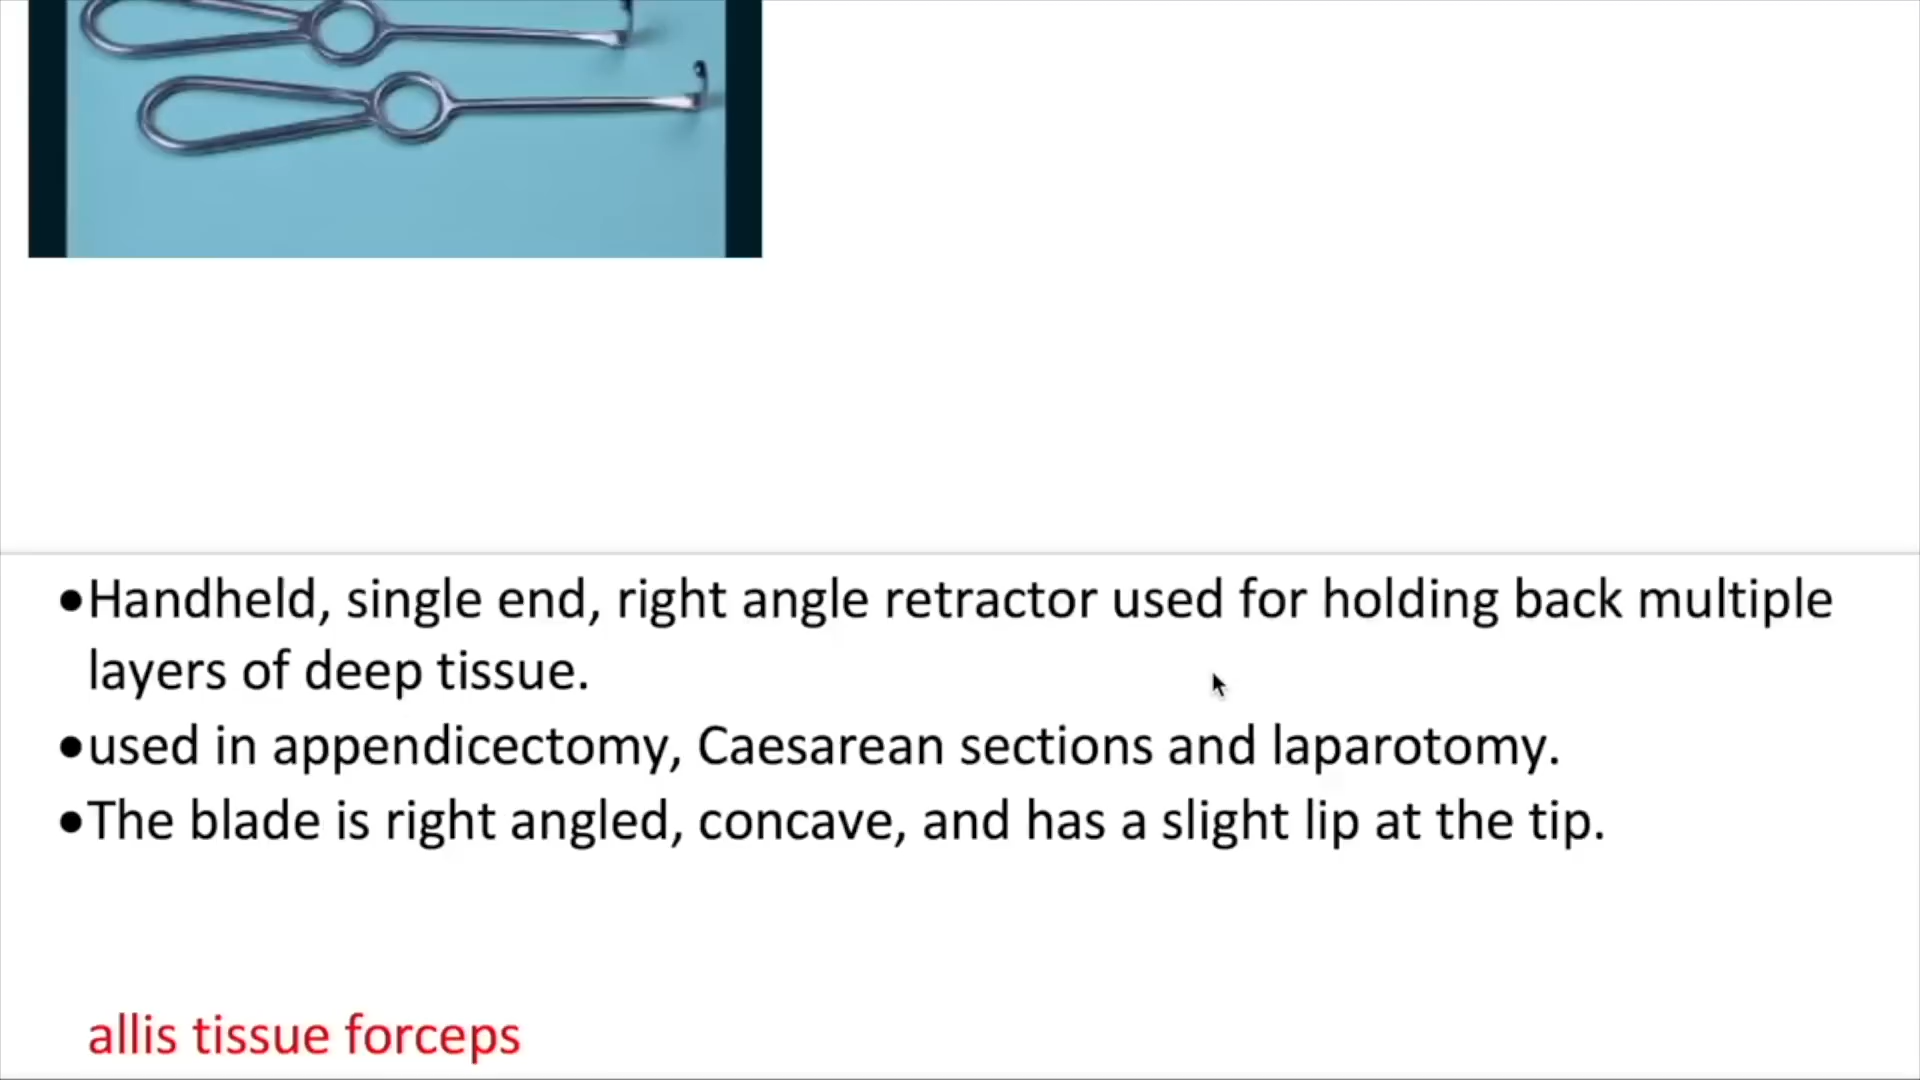 ●Handheld, single end, right angle retractor used for holding back multiple
layers of deep tissue.
●used in appendicectomy, Caesarean sections and laparotomy.
●The blade is right angled, concave, and has a slight lip at the tip.
allis tissue forceps